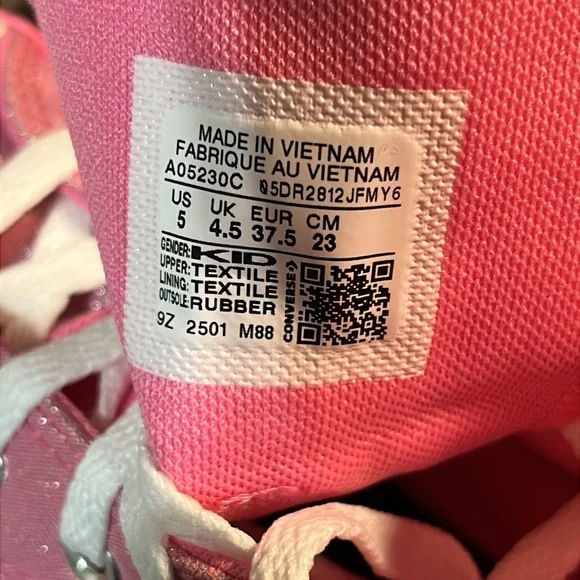 MADE IN VIETNAM
FABRIQUE AU VIETNAM
A05230C 05DR2812JFMY6
US UK EUR CM
5 4.5 37.5 23
GENDER: KID
UPPER: TEXTILE
LINING: TEXTILE
OUTSOLE: RUBBER
CONVERSE
9Z 2501 M88